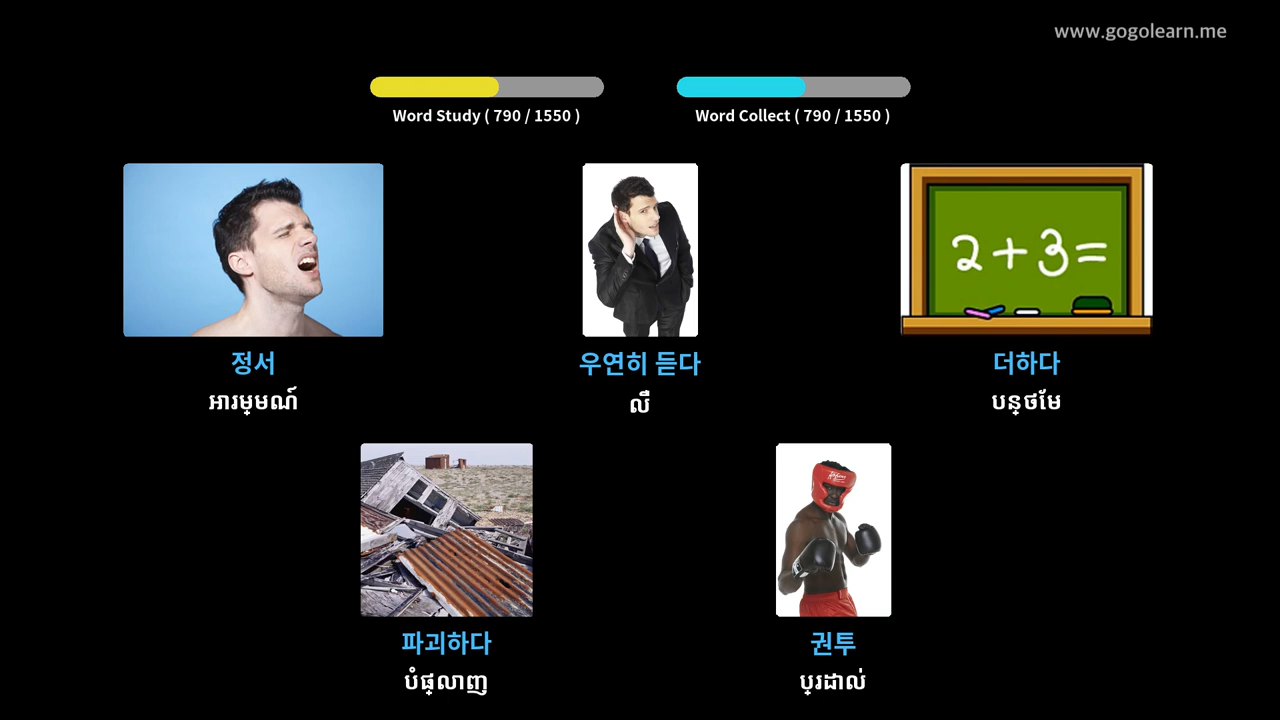 www.gogolearn.me
Word Study ( 790 / 1550 )
Word Collect ( 790 / 1550 )
2+3=
정서
우연히 듣다
더하다
អារម្មណ៍
លឺ
បន្ថែម
파괴하다
권투
បំផ្លាញ
ប្រដាល់